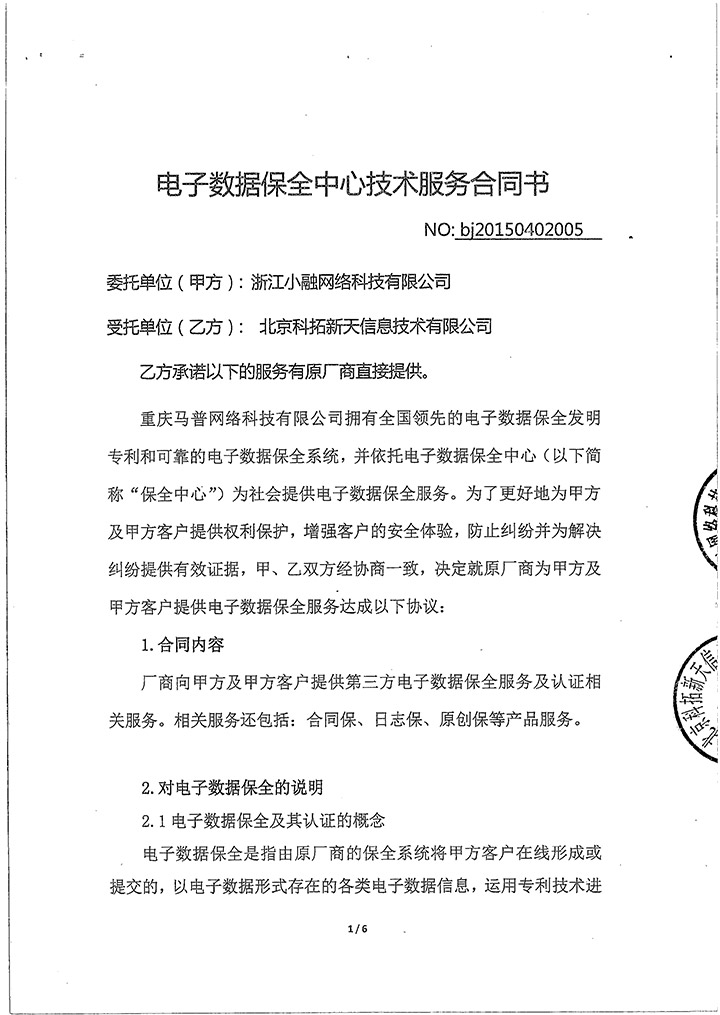 电子数据保全中心技术服务合同书
NO: bj20150402005
委托单位（甲方）: 浙江小融网络科技有限公司
受托单位（乙方）: 北京科拓新天信息技术有限公司
乙方承诺以下的服务有原厂商直接提供。
重庆马普网络科技有限公司拥有全国领先的电子数据保全发明
专利和可靠的电子数据保全系统，并依托电子数据保全中心（以下简
称“保全中心”）为社会提供电子数据保全服务。为了更好地为甲方
及甲方客户提供权利保护，增强客户的安全体验，防止纠纷并为解决
纠纷提供有效证据，甲、乙双方经协商一致，决定就原厂商为甲方及
甲方客户提供电子数据保全服务达成以下协议：
1.合同内容
厂商向甲方及甲方客户提供第三方电子数据保全服务及认证相
关服务。相关服务还包括：合同保、日志保、原创保等产品服务。
2.对电子数据保全的说明
2.1 电子数据保全及其认证的概念
电子数据保全是指由原厂商的保全系统将甲方客户在线形成或
提交的，以电子数据形式存在的各类电子数据信息，运用专利技术进
1/6
网络科技
北京科拓新天信